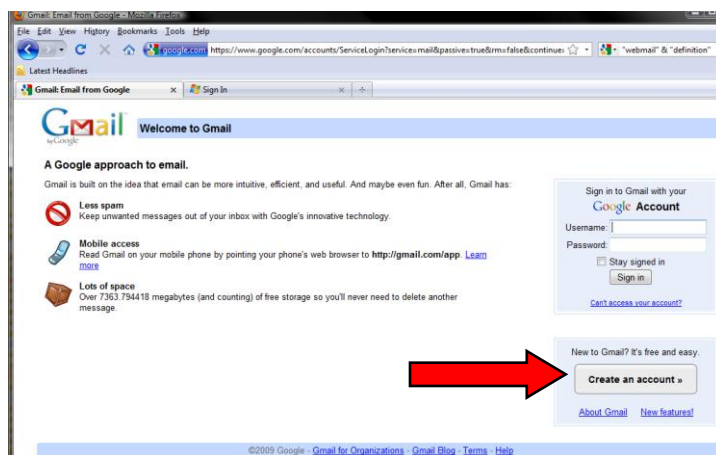 Gmail: Email from Google - Mozilla Firefox
File Edit View History Bookmarks Tools Help
google.com https://www.google.com/accounts/ServiceLogin?service=mail&passive=true&rm=false&continue= "webmail" & "definition"
Latest Headlines
Gmail: Email from Google Sign In
Gmail by Google Welcome to Gmail
A Google approach to email.
Gmail is built on the idea that email can be more intuitive, efficient, and useful. And maybe even fun. After all, Gmail has:
Less spam
Keep unwanted messages out of your inbox with Google's innovative technology.
Mobile access
Read Gmail on your mobile phone by pointing your phone's web browser to http://gmail.com/app. Learn
more
Lots of space
Over 7363.794418 megabytes (and counting) of free storage so you'll never need to delete another
message.
Sign in to Gmail with your
Google Account
Username:
Password:
Stay signed in
Sign in
Can't access your account?
New to Gmail? It's free and easy.
Create an account »
About Gmail New features!
©2009 Google - Gmail for Organizations - Gmail Blog - Terms - Help